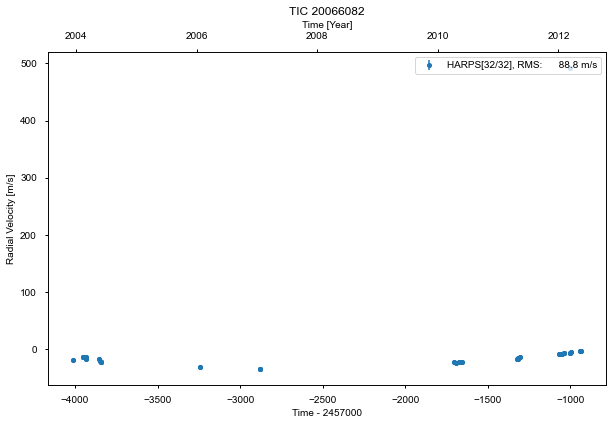 TIC 20066082
Time [Year]
2004 2006 2008 2010 2012
HARPS[32/32], RMS: 88.8 m/s
500
400
300
200
100
0
Radial Velocity [m/s]
−4000 −3500 −3000 −2500 −2000 −1500 −1000
Time - 2457000